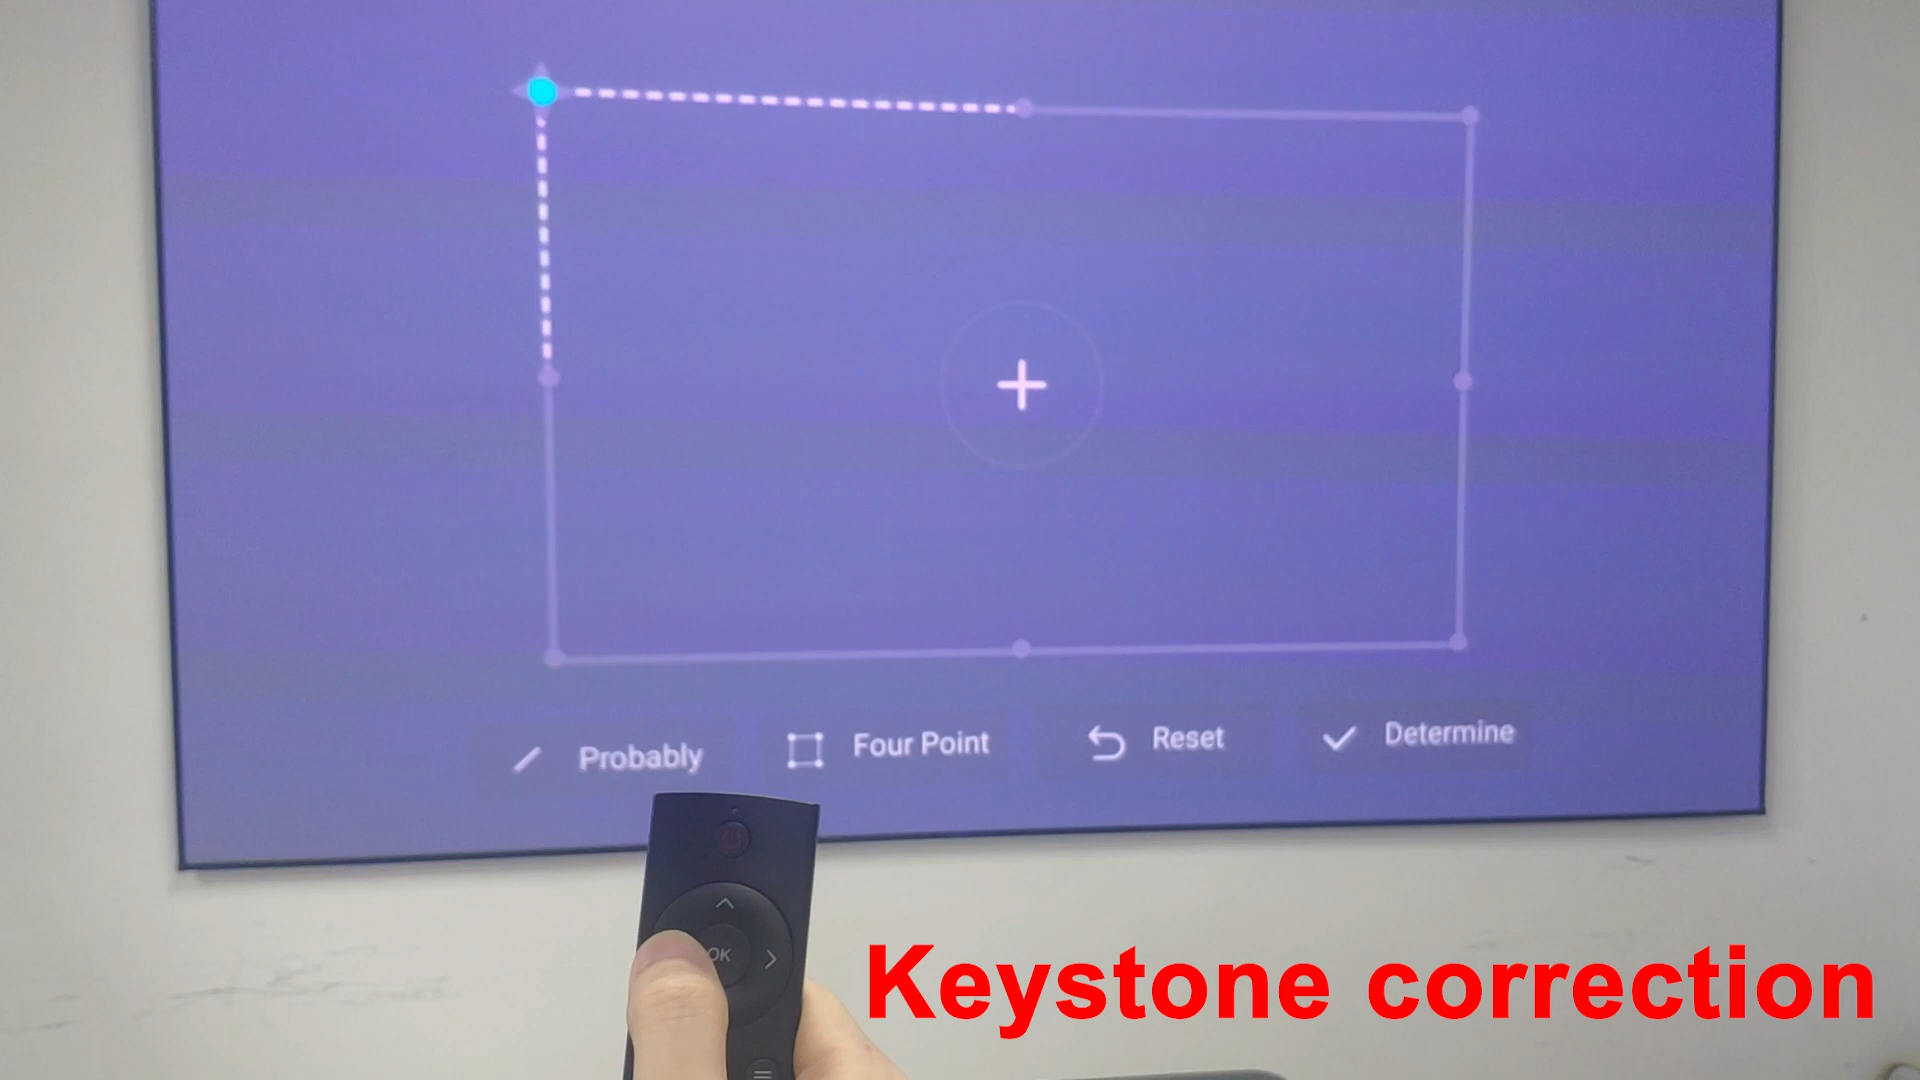 Probably
Four Point
Reset
Determine
OK
Keystone correction